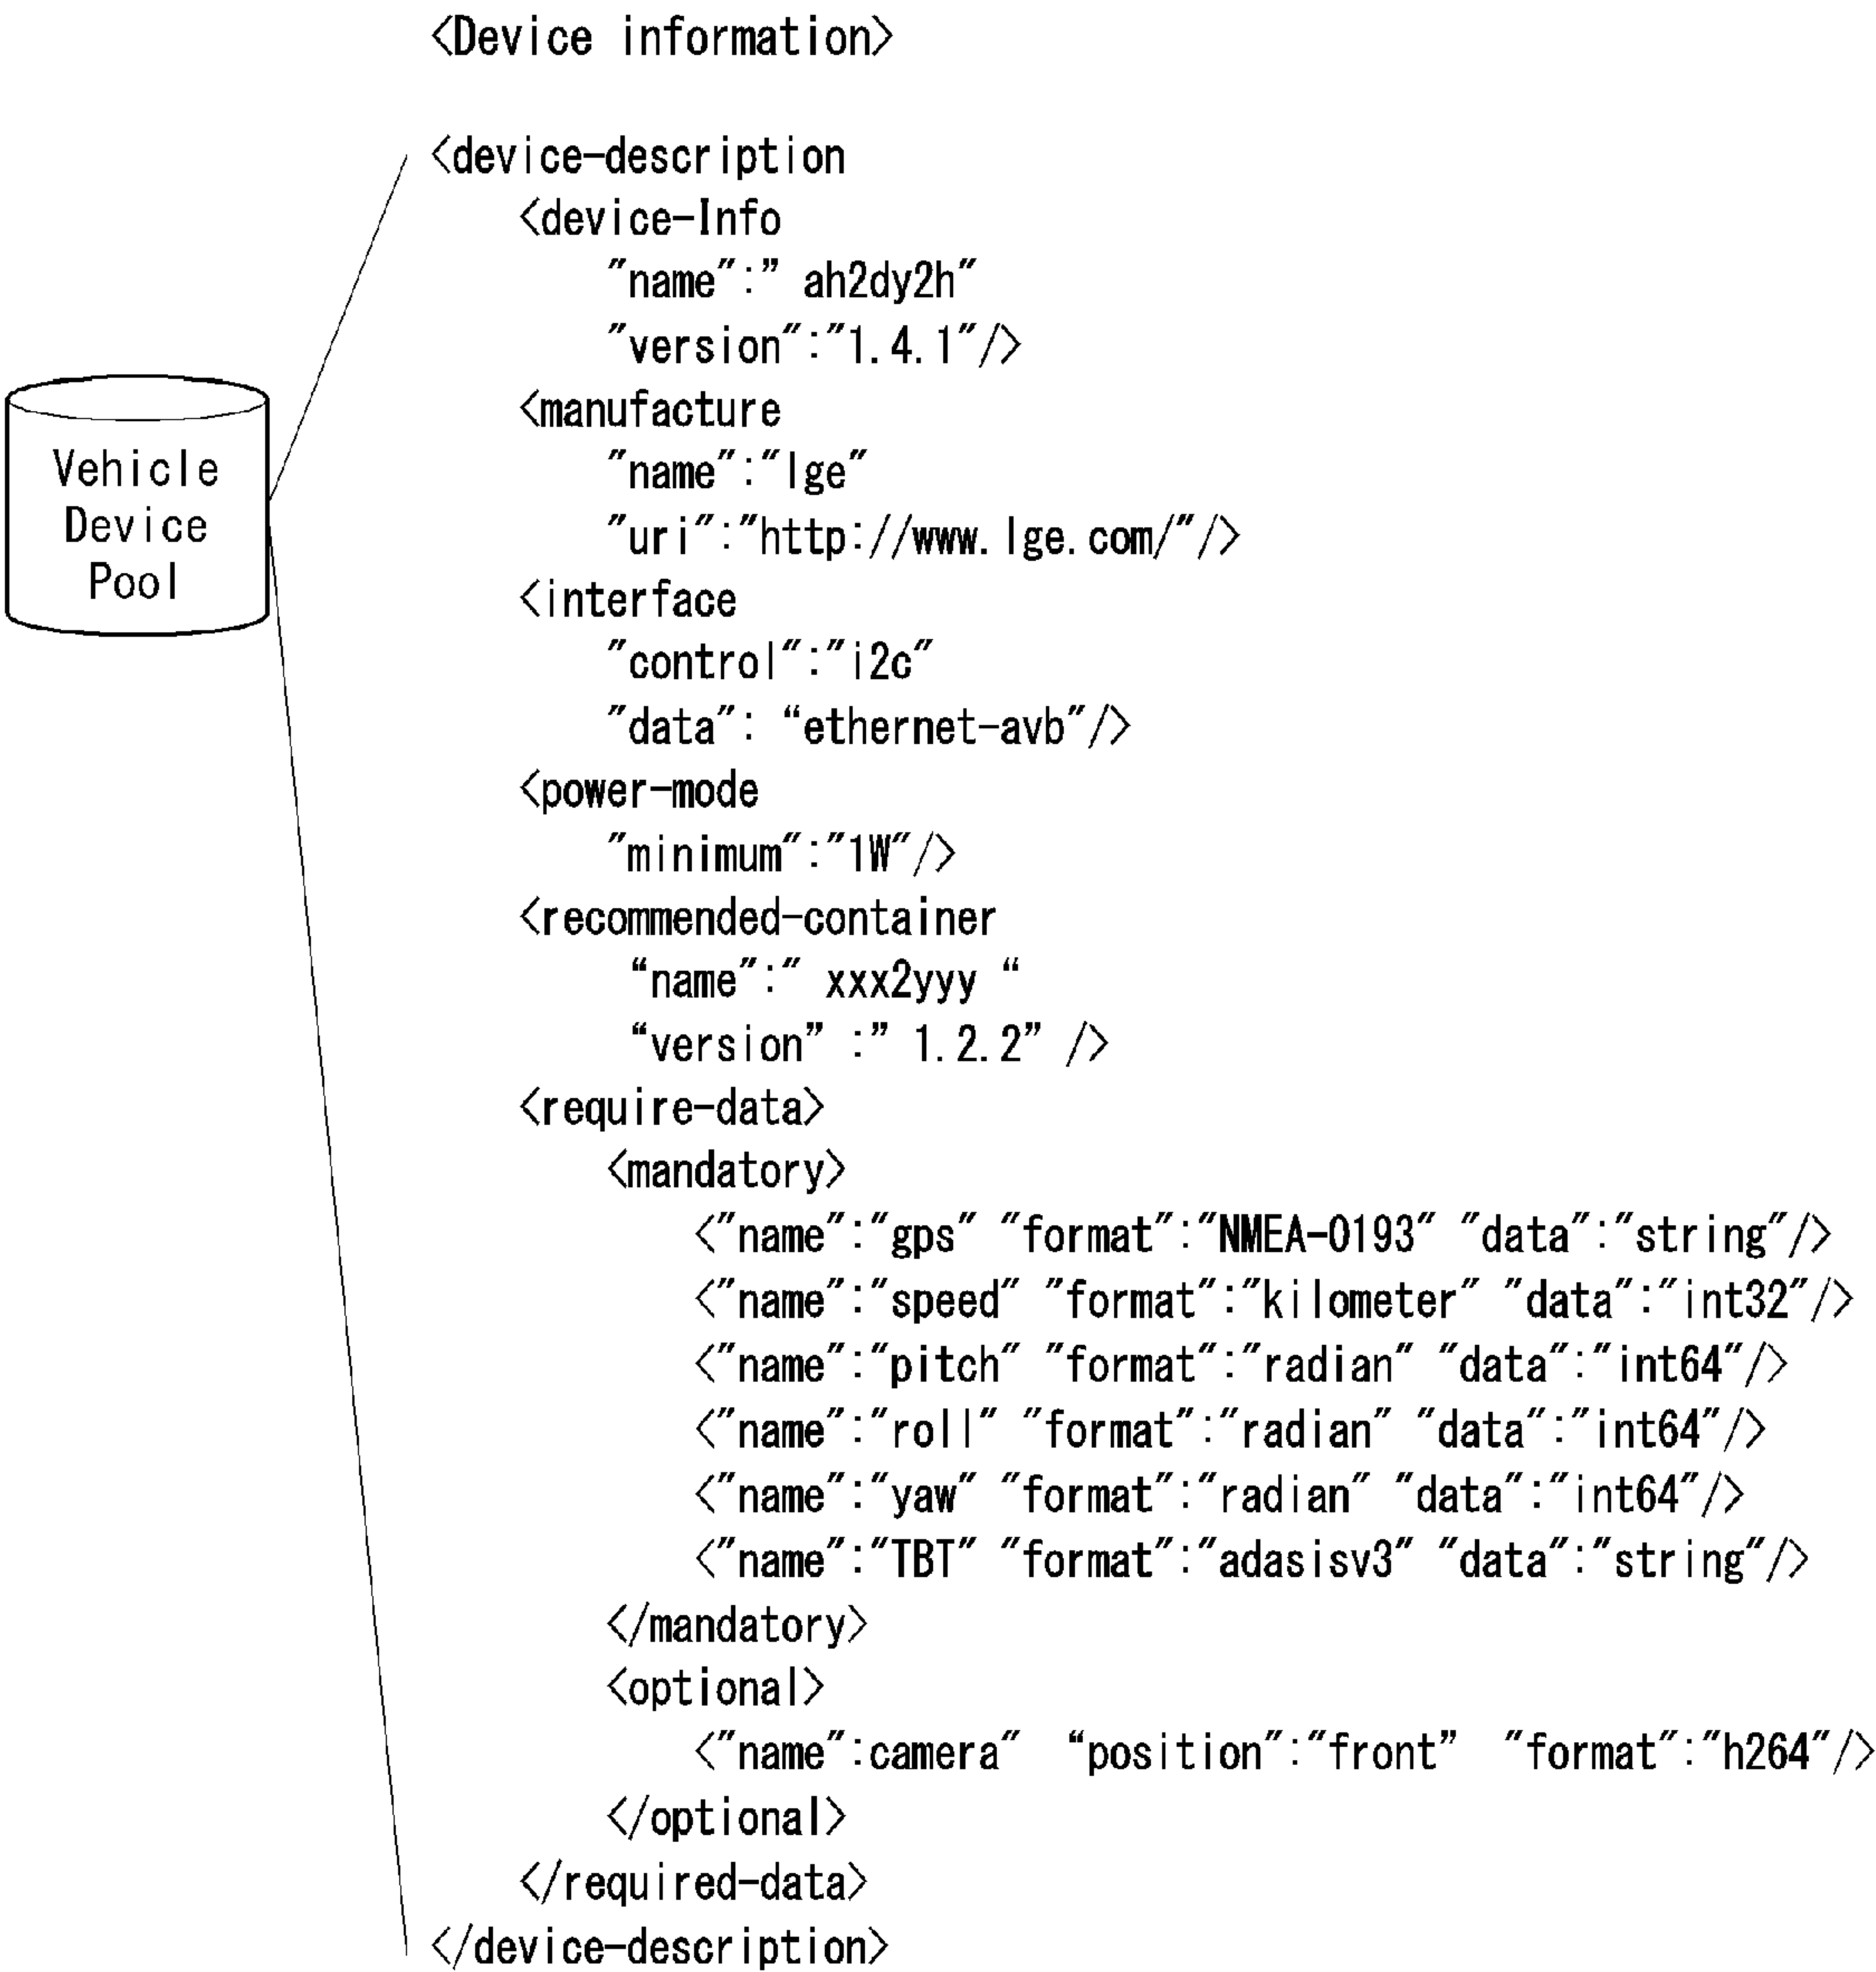 <Device information>
<device-description
<device-Info
"name":” ah2dy2h"
"version":"1.4.1"/>
<manufacture
"name":"lge"
"uri":"http://www.lge.com/"/>
<interface
"control":"i2c"
"data": “ethernet-avb"/>
<power-mode
"minimum":"1W"/>
<recommended-container
“name":" xxx2yyy “
“version” :” 1.2.2” />
<require-data>
<mandatory>
<"name":"gps" "format":"NMEA-0193" "data":"string"/>
<"name":"speed" "format":"kilometer" "data":"int32"/>
<"name":"pitch" "format":"radian" "data":"int64"/>
<"name":"roll" "format":"radian" "data":"int64"/>
<"name":"yaw" "format":"radian" "data":"int64"/>
<"name":"TBT" "format":"adasisv3" "data":"string"/>
</mandatory>
<optional>
<"name":camera" “position":"front” "format":"h264"/>
</optional>
</required-data>
</device-description>
Vehicle
Device
Pool